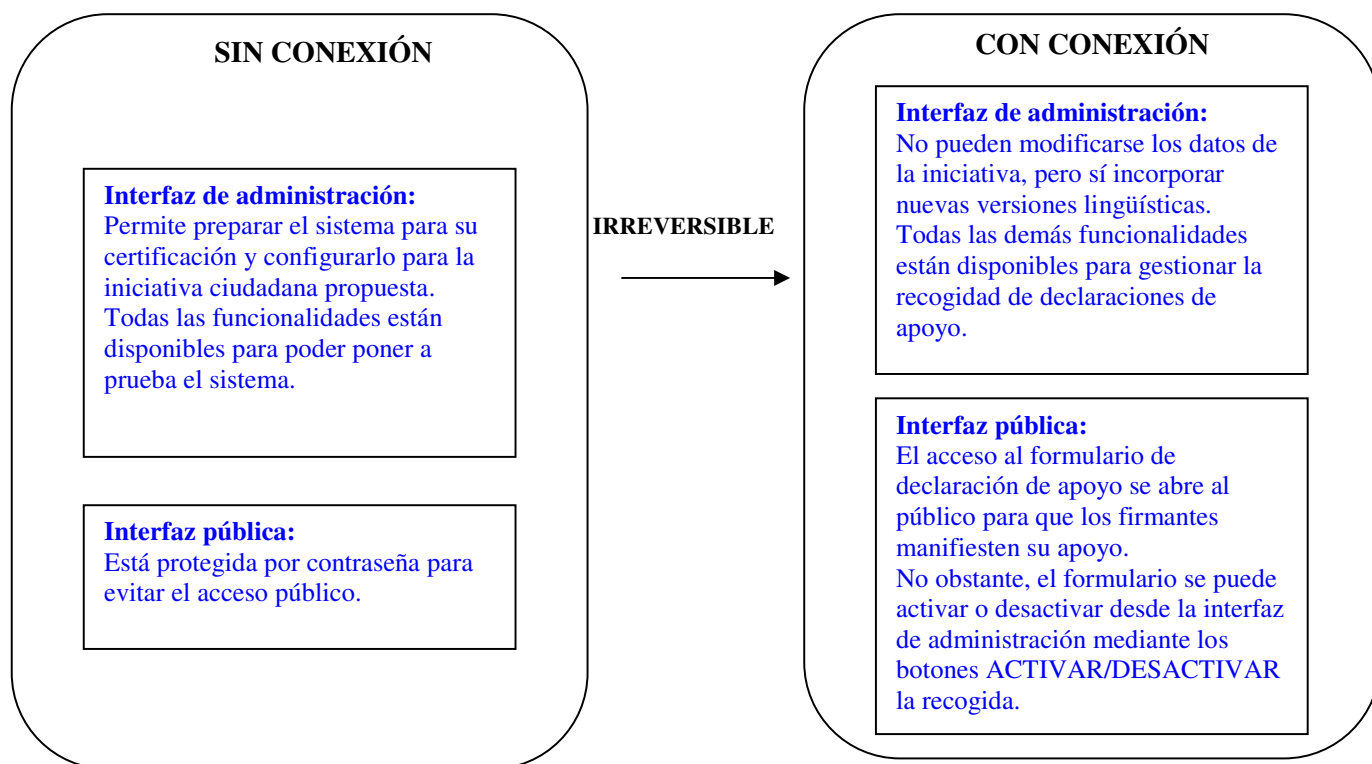 SIN CONEXIÓN
Interfaz de administración:
Permite preparar el sistema para su
certificación y configurarlo para la
iniciativa ciudadana propuesta.
Todas las funcionalidades están
disponibles para poder poner a
prueba el sistema.
Interfaz pública:
Está protegida por contraseña para
evitar el acceso público.
IRREVERSIBLE
CON CONEXIÓN
Interfaz de administración:
No pueden modificarse los datos de
la iniciativa, pero sí incorporar
nuevas versiones lingüísticas.
Todas las demás funcionalidades
están disponibles para gestionar la
recogidad de declaraciones de
apoyo.
Interfaz pública:
El acceso al formulario de
declaración de apoyo se abre al
público para que los firmantes
manifiesten su apoyo.
No obstante, el formulario se puede
activar o desactivar desde la interfaz
de administración mediante los
botones ACTIVAR/DESACTIVAR
la recogida.